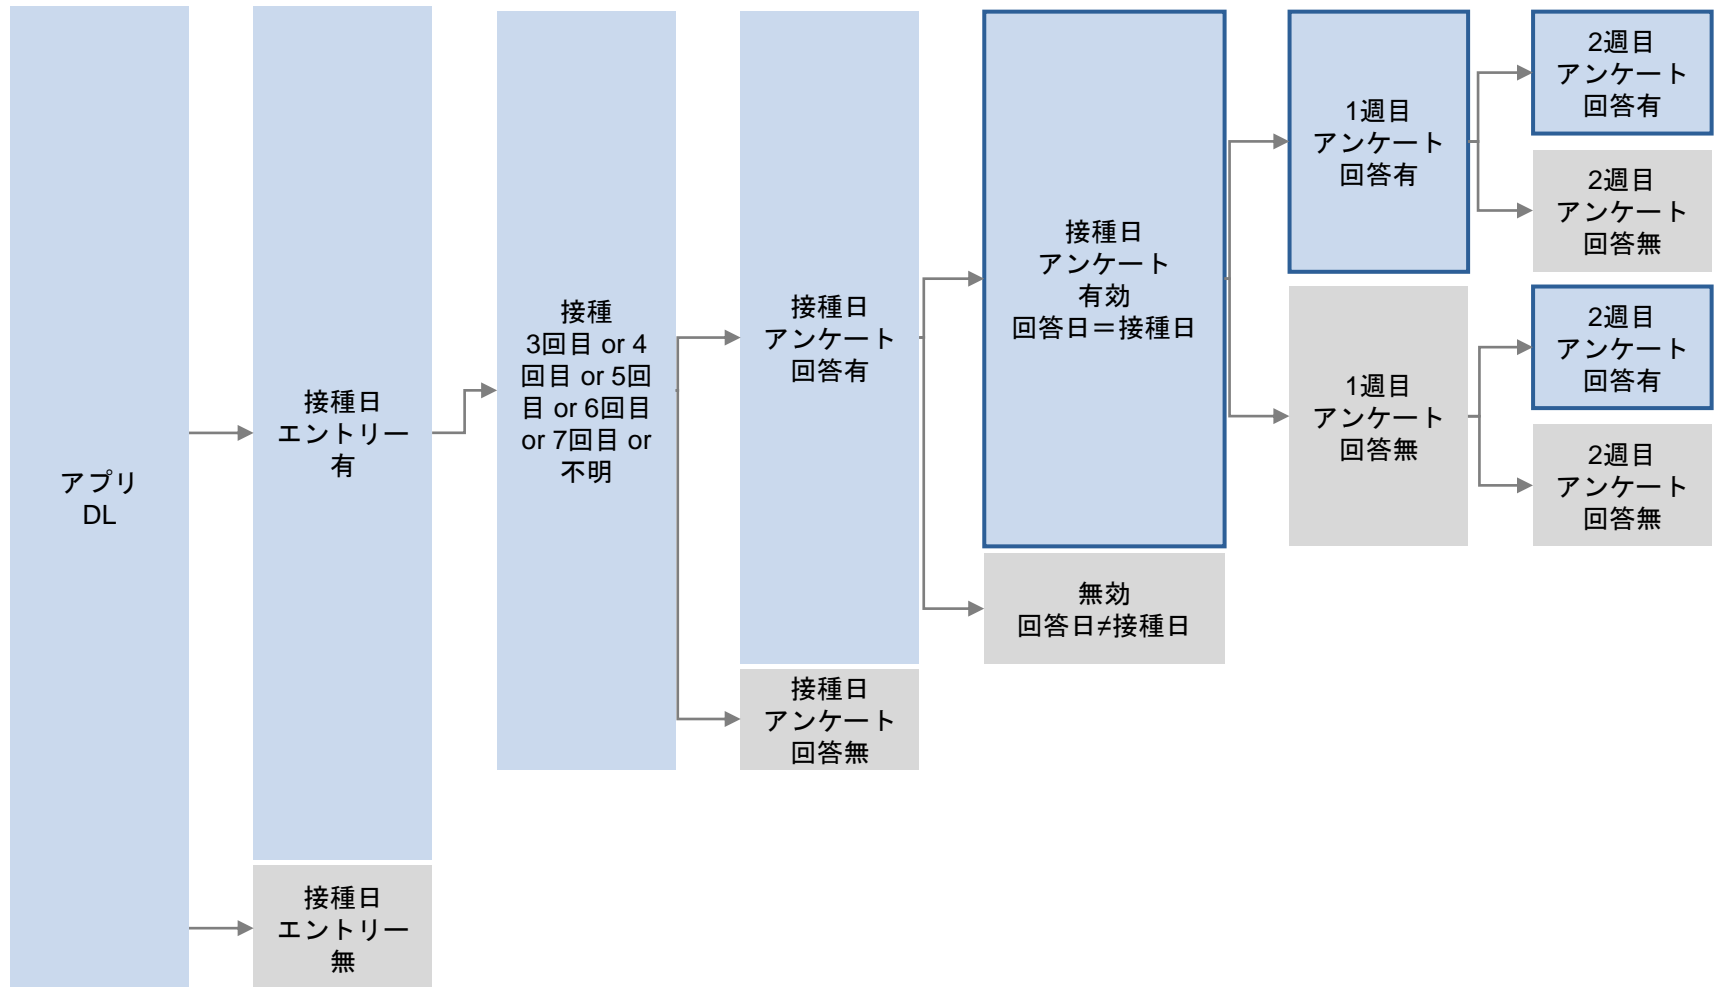 アプリ
DL
接種日
エントリー
有
接種日
エントリー
無
接種
3回目 or 4
回目 or 5回
目 or 6回目
or 7回目 or
不明
接種日
アンケート
回答有
接種日
アンケート
回答無
接種日
アンケート
有効
回答日＝接種日
無効
回答日≠接種日
1週目
アンケート
回答有
1週目
アンケート
回答無
2週目
アンケート
回答有
2週目
アンケート
回答無
2週目
アンケート
回答有
2週目
アンケート
回答無